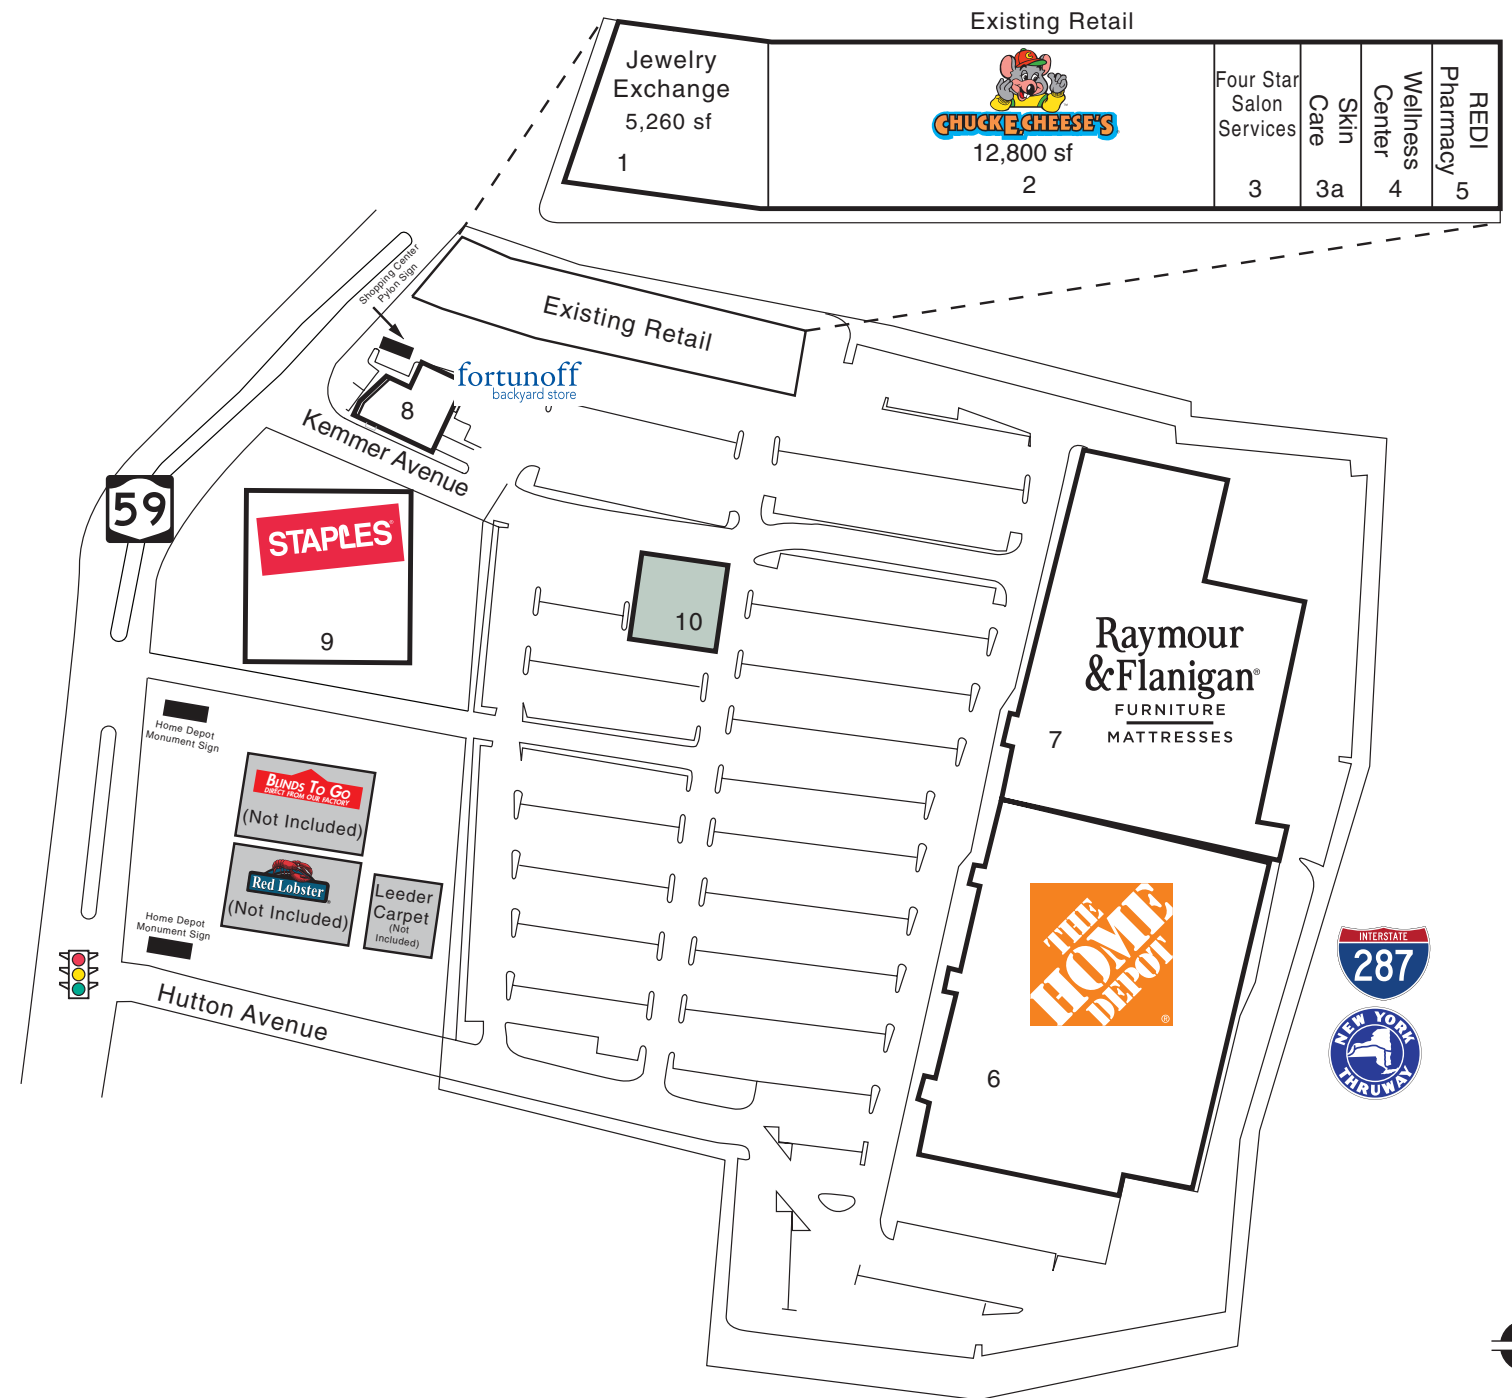 Existing Retail
Jewelry
Exchange
5,260 sf
1
CHUCK E. CHEESE'S
12,800 sf
2
Four Star
Salon
Services
3
Skin
Care
3a
Wellness
Center
4
REDI
Pharmacy
5
Shopping Center
Pylon Sign
Existing Retail
fortunoff
backyard store
8
Kemmer Avenue
59
STAPLES
9
10
Raymour
&Flanigan®
FURNITURE
MATTRESSES
7
Home Depot
Monument Sign
BLINDS TO GO
DIRECT FROM OUR FACTORY
(Not Included)
Red Lobster
(Not Included)
Leeder
Carpet
(Not
Included)
Home Depot
Monument Sign
Hutton Avenue
THE
HOME
DEPOT
®
6
INTERSTATE
287
NEW YORK
THRUWAY